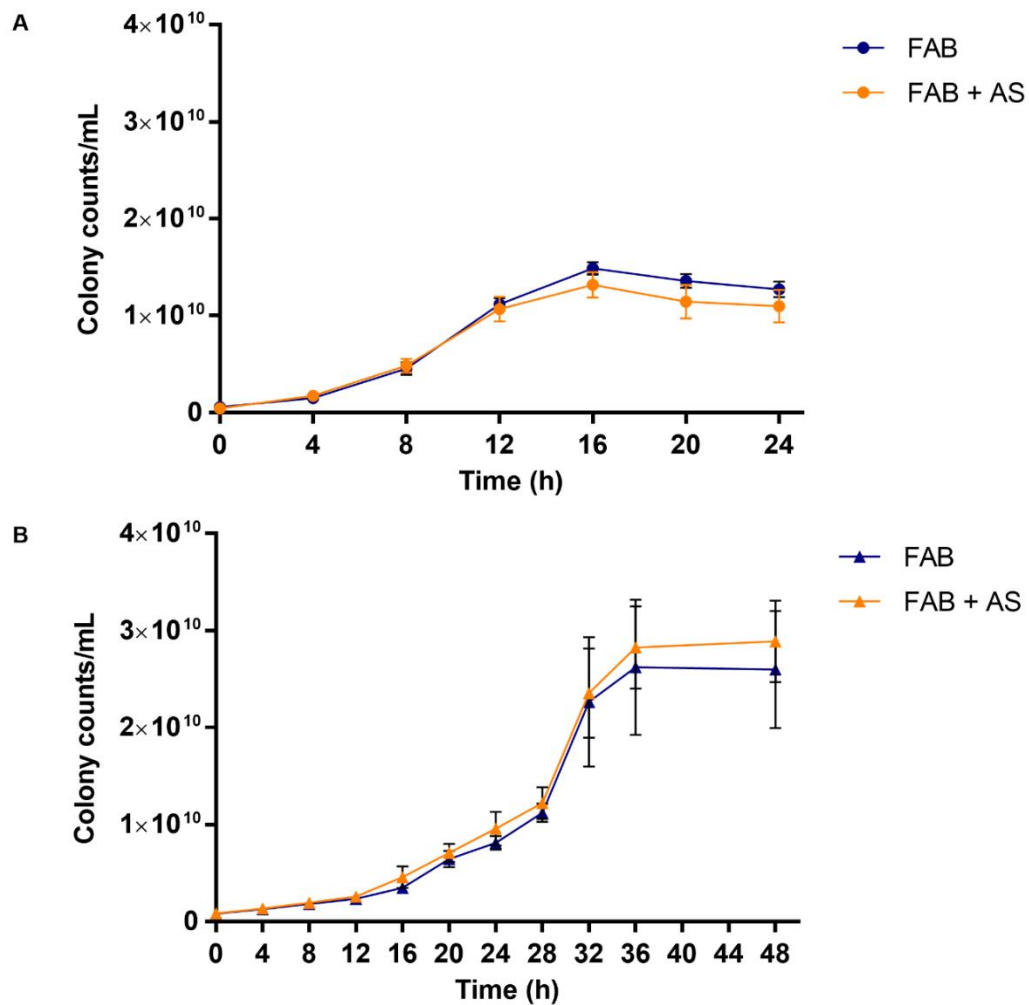 A
4×10¹⁰
3×10¹⁰
2×10¹⁰
1×10¹⁰
0
Colony counts/mL
0 4 8 12 16 20 24
Time (h)
FAB
FAB + AS
B
4×10¹⁰
3×10¹⁰
2×10¹⁰
1×10¹⁰
0
Colony counts/mL
0 4 8 12 16 20 24 28 32 36 40 44 48
Time (h)
FAB
FAB + AS